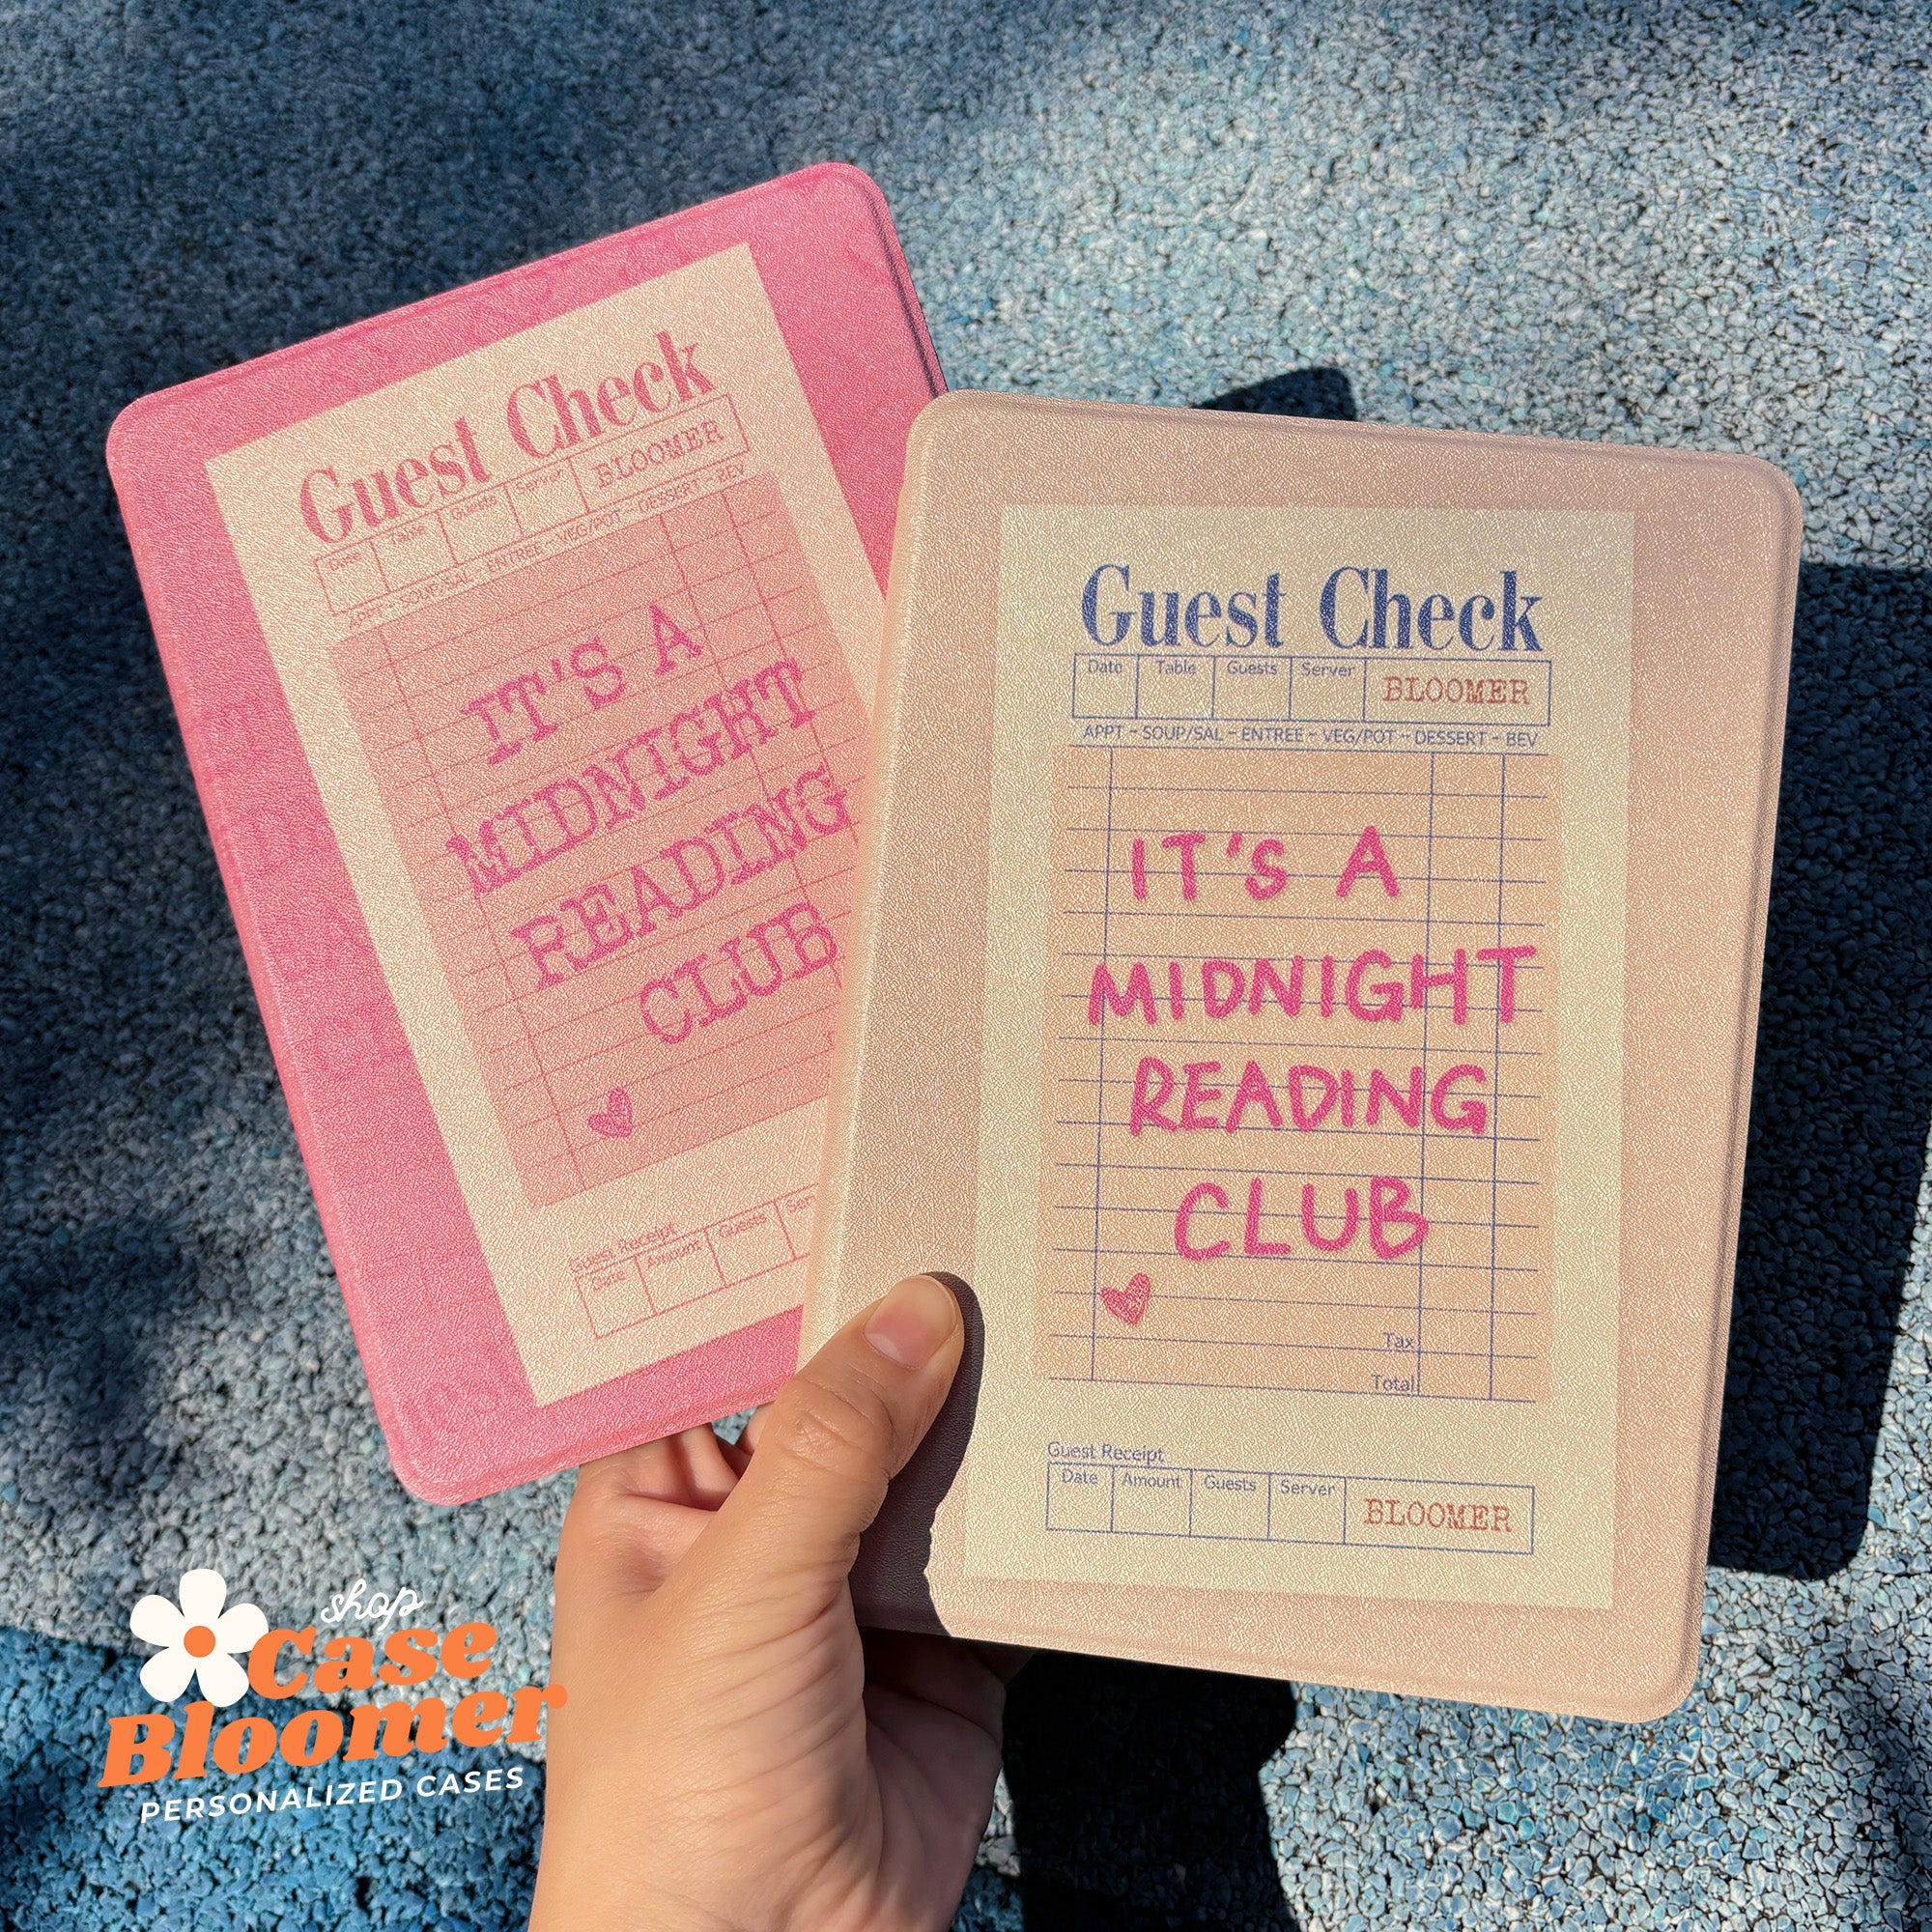 Guest Check
Date Table Guests Server BLOOMER
APPT - SOUP/SAL - ENTREE - VEG/POT - DESSERT - BEV
IT'S A
MIDNIGHT
READING
CLUB
Guest Receipt
Date Amount Guests
Guest Check
Date Table Guests Server BLOOMER
APPT - SOUP/SAL - ENTREE - VEG/POT - DESSERT - BEV
IT'S A
MIDNIGHT
READING
CLUB
Tax
Total
Guest Receipt
Date Amount Guests Server BLOOMER
shop
Case
Bloomer
PERSONALIZED CASES